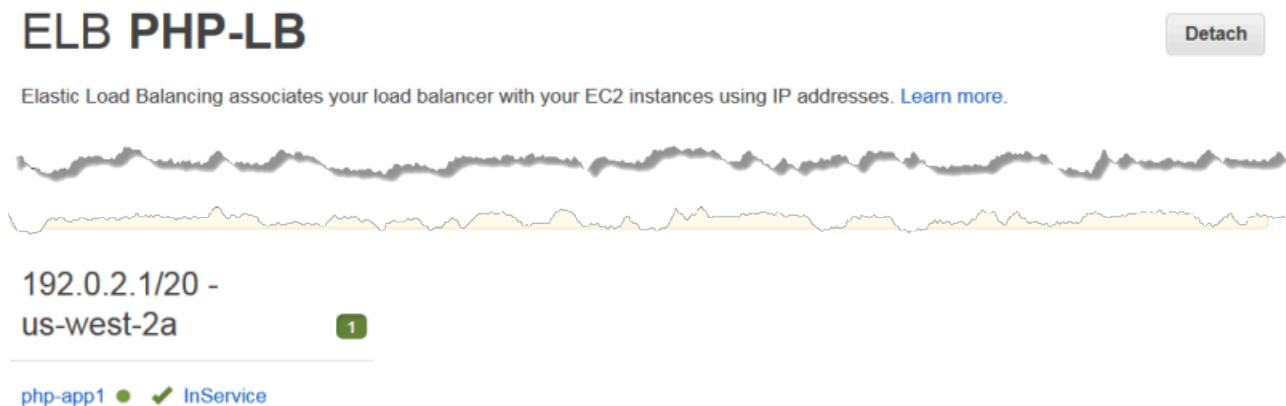 ELB PHP-LB
Detach
Elastic Load Balancing associates your load balancer with your EC2 instances using IP addresses. Learn more.
192.0.2.1/20 -
us-west-2a
1
php-app1
InService